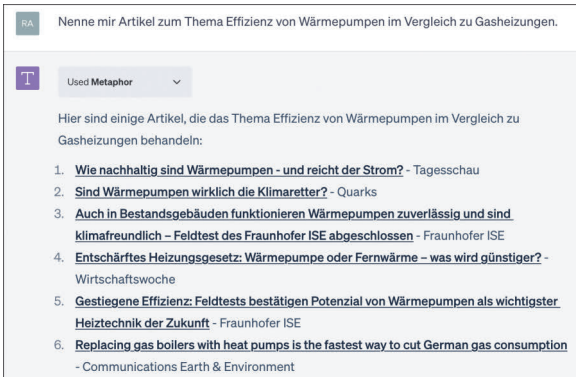 RA
Nenne mir Artikel zum Thema Effizienz von Wärmepumpen im Vergleich zu Gasheizungen.
T
Used Metaphor
Hier sind einige Artikel, die das Thema Effizienz von Wärmepumpen im Vergleich zu
Gasheizungen behandeln:
1. Wie nachhaltig sind Wärmepumpen - und reicht der Strom? - Tagesschau
2. Sind Wärmepumpen wirklich die Klimaretter? - Quarks
3. Auch in Bestandsgebäuden funktionieren Wärmepumpen zuverlässig und sind
klimafreundlich – Feldtest des Fraunhofer ISE abgeschlossen - Fraunhofer ISE
4. Entschärftes Heizungsgesetz: Wärmepumpe oder Fernwärme – was wird günstiger? -
Wirtschaftswoche
5. Gestiegene Effizienz: Feldtests bestätigen Potenzial von Wärmepumpen als wichtigster
Heiztechnik der Zukunft - Fraunhofer ISE
6. Replacing gas boilers with heat pumps is the fastest way to cut German gas consumption
- Communications Earth & Environment